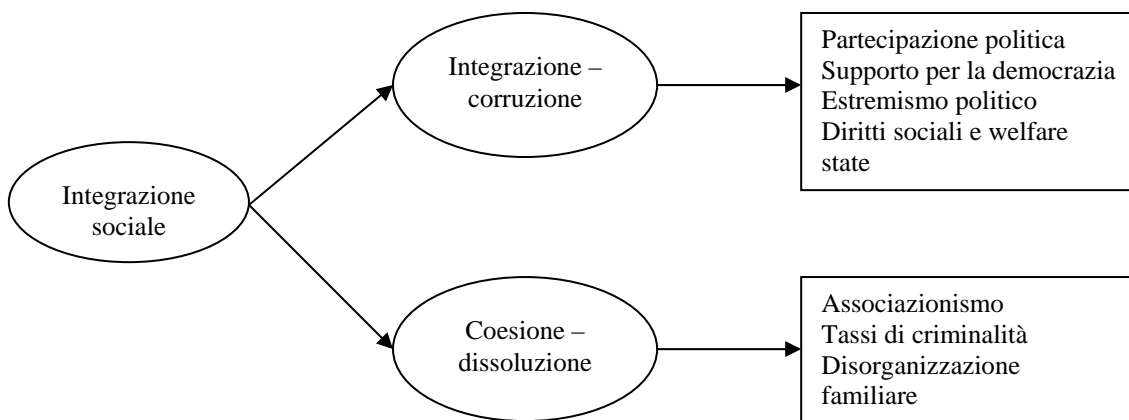 Integrazione
sociale
Integrazione –
corruzione
Partecipazione politica
Supporto per la democrazia
Estremismo politico
Diritti sociali e welfare
state
Coesione –
dissoluzione
Associazionismo
Tassi di criminalità
Disorganizzazione
familiare